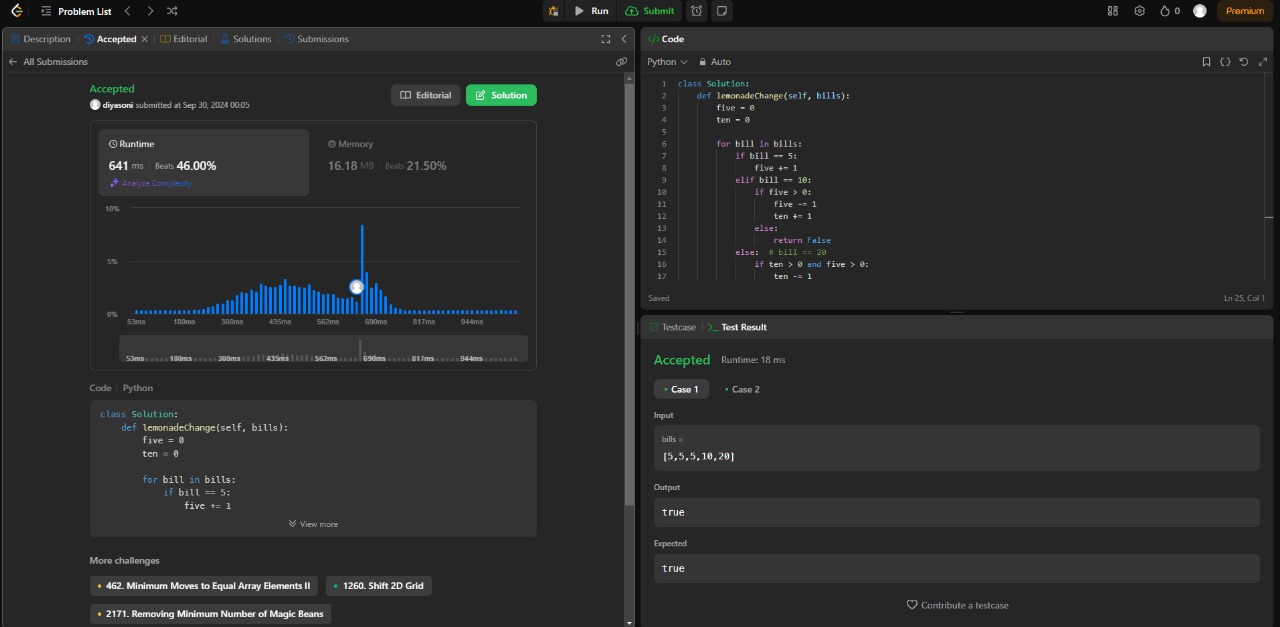 Problem List
Run
Submit
0
Premium
Description
Accepted
Editorial
Solutions
Submissions
All Submissions
Accepted
diyasoni submitted at Sep 30, 2024 00:05
Editorial
Solution
Runtime
641 ms | Beats 46.00%
Analyze Complexity
Memory
16.18 MB | Beats 21.50%
10%
5%
0%
53ms 180ms 308ms 435ms 562ms 690ms 817ms 944ms
53ms 180ms 308ms 435ms 562ms 690ms 817ms 944ms
Code | Python
class Solution:
def lemonadeChange(self, bills):
five = 0
ten = 0
for bill in bills:
if bill == 5:
five += 1
View more
More challenges
462. Minimum Moves to Equal Array Elements II
1260. Shift 2D Grid
2171. Removing Minimum Number of Magic Beans
</> Code
Python
Auto
1 class Solution:
2 def lemonadeChange(self, bills):
3 five = 0
4 ten = 0
5
6 for bill in bills:
7 if bill == 5:
8 five += 1
9 elif bill == 10:
10 if five > 0:
11 five -= 1
12 ten += 1
13 else:
14 return False
15 else: # bill == 20
16 if ten > 0 and five > 0:
17 ten -= 1
Saved
Ln 25, Col 1
Testcase
>_ Test Result
Accepted
Runtime: 18 ms
Case 1
Case 2
Input
bills =
[5,5,5,10,20]
Output
true
Expected
true
Contribute a testcase